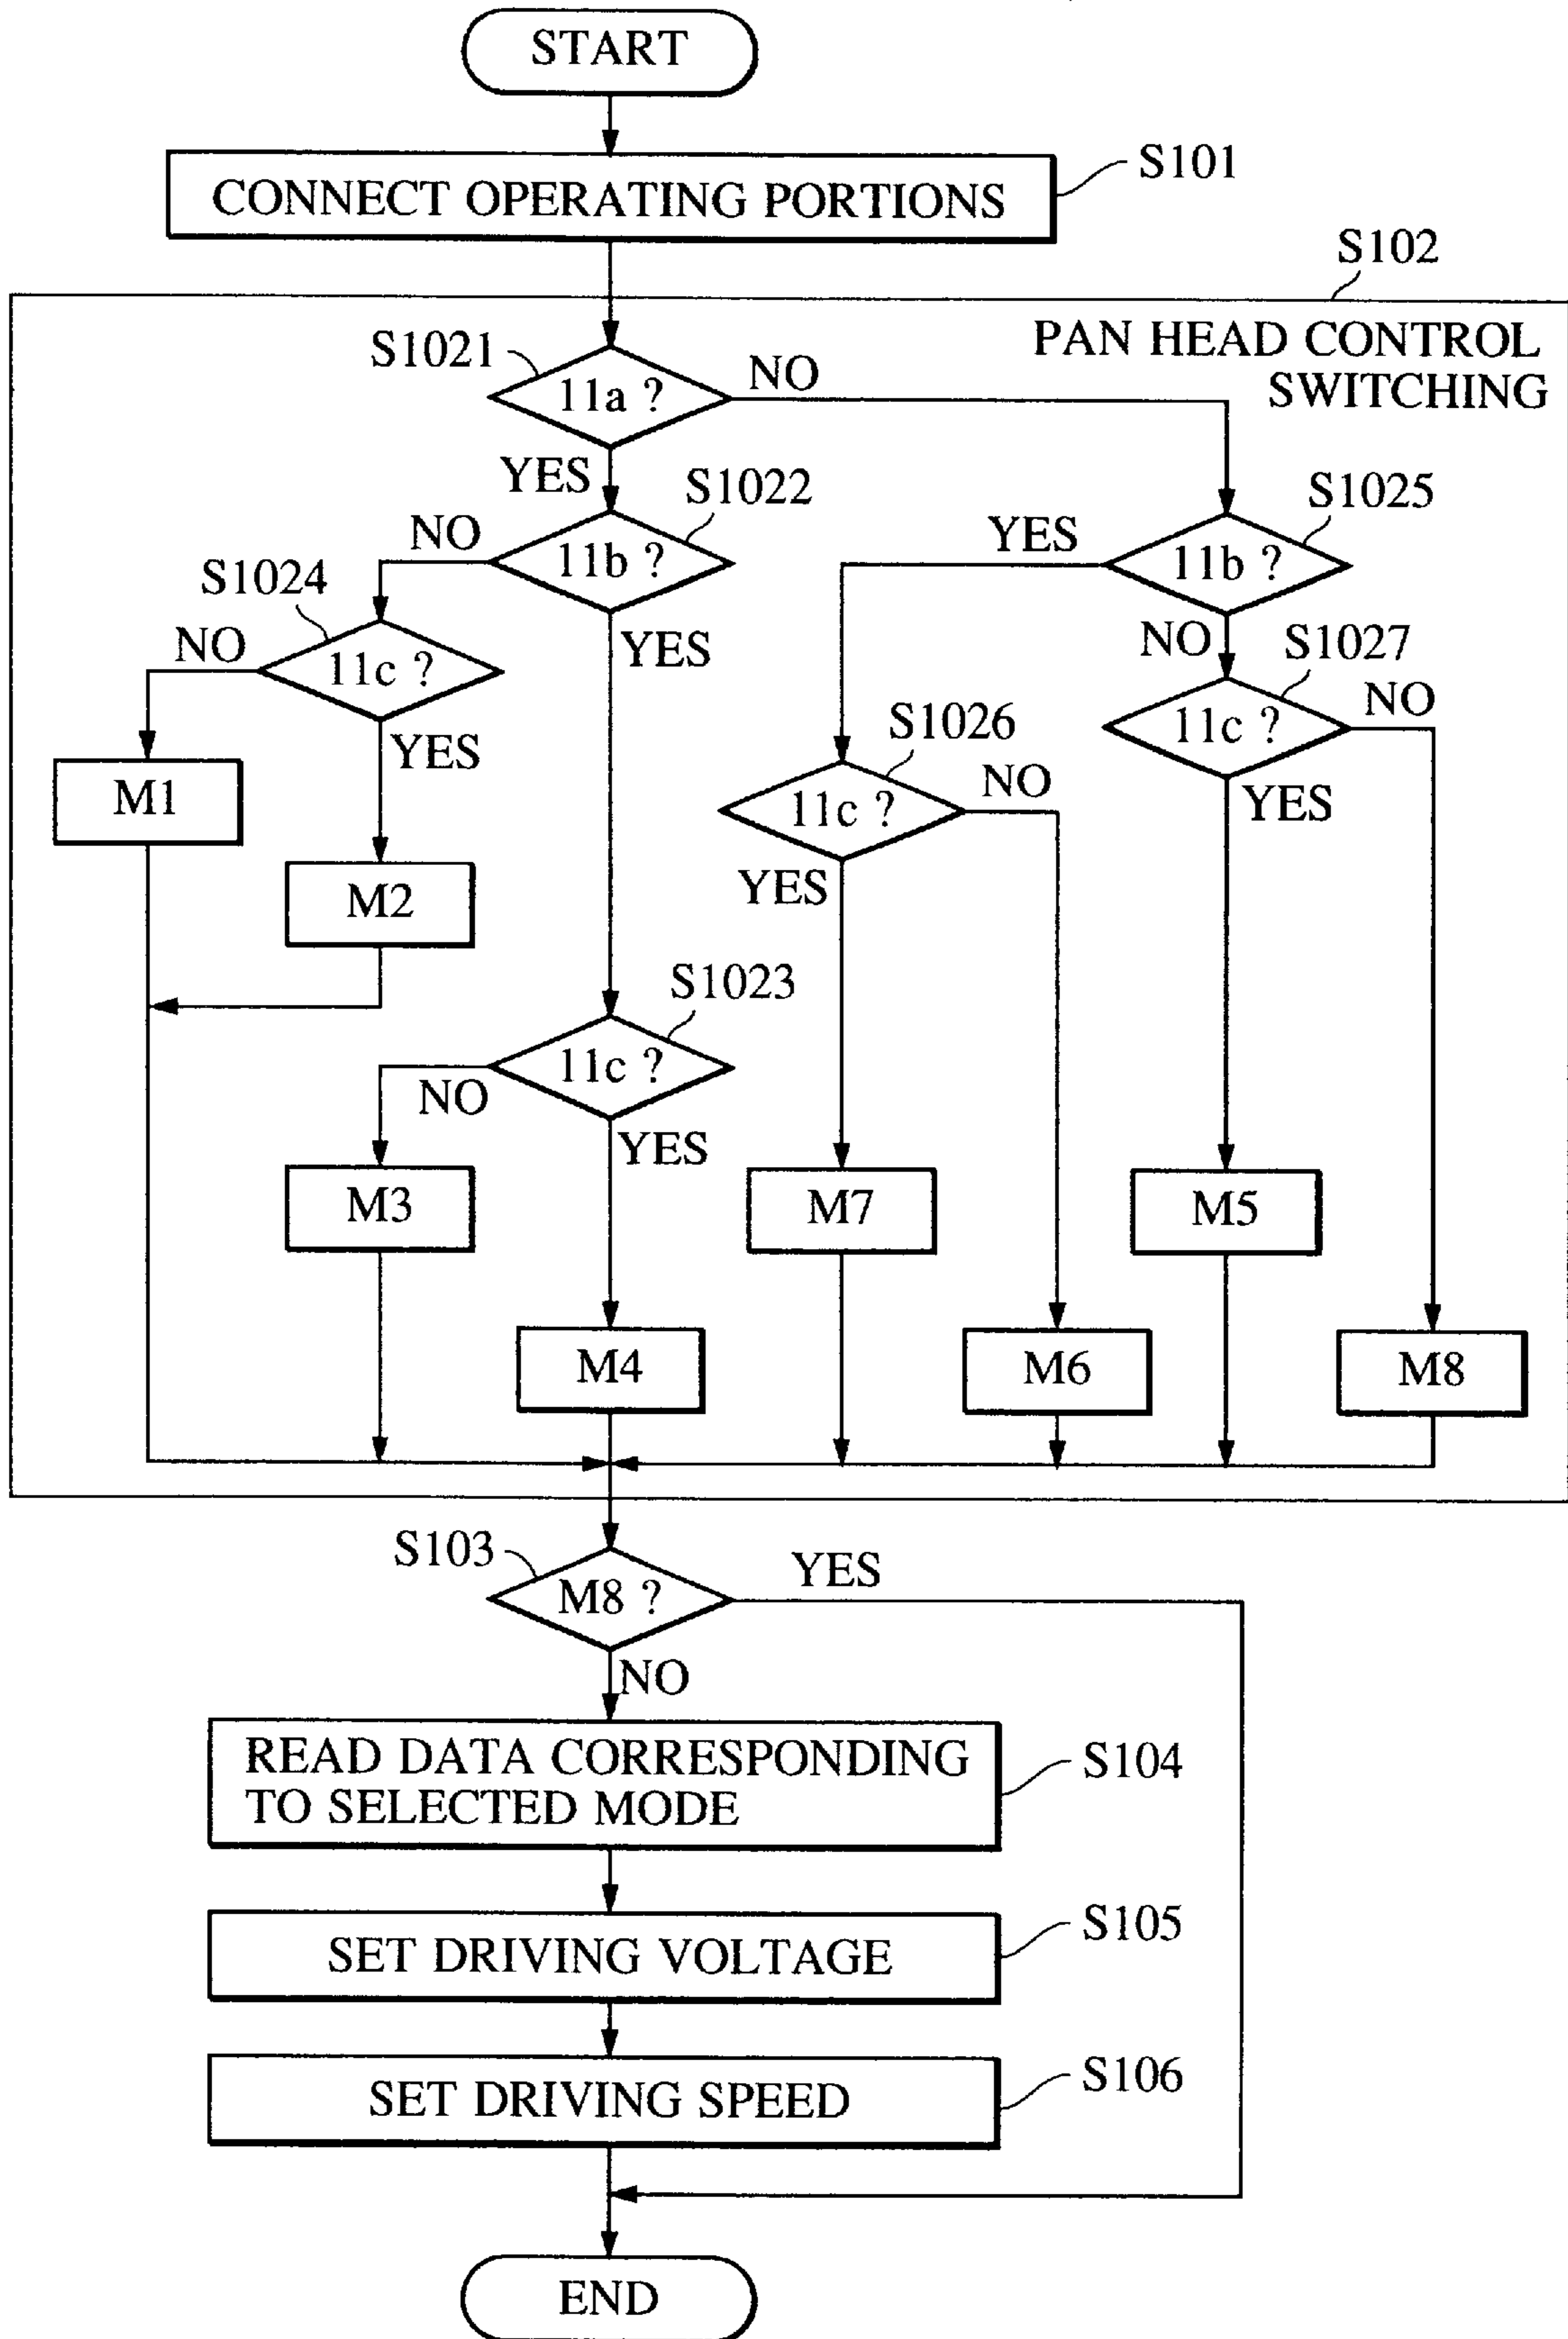 START
CONNECT OPERATING PORTIONS
S101
S102
PAN HEAD CONTROL
SWITCHING
S1021
11a ?
NO
YES
S1022
11b ?
NO
YES
S1025
11b ?
YES
NO
S1024
11c ?
NO
YES
S1027
11c ?
NO
YES
S1026
11c ?
NO
YES
M1
M2
S1023
11c ?
NO
YES
M3
M7
M5
M4
M6
M8
S103
M8 ?
YES
NO
READ DATA CORRESPONDING
TO SELECTED MODE
S104
SET DRIVING VOLTAGE
S105
SET DRIVING SPEED
S106
END